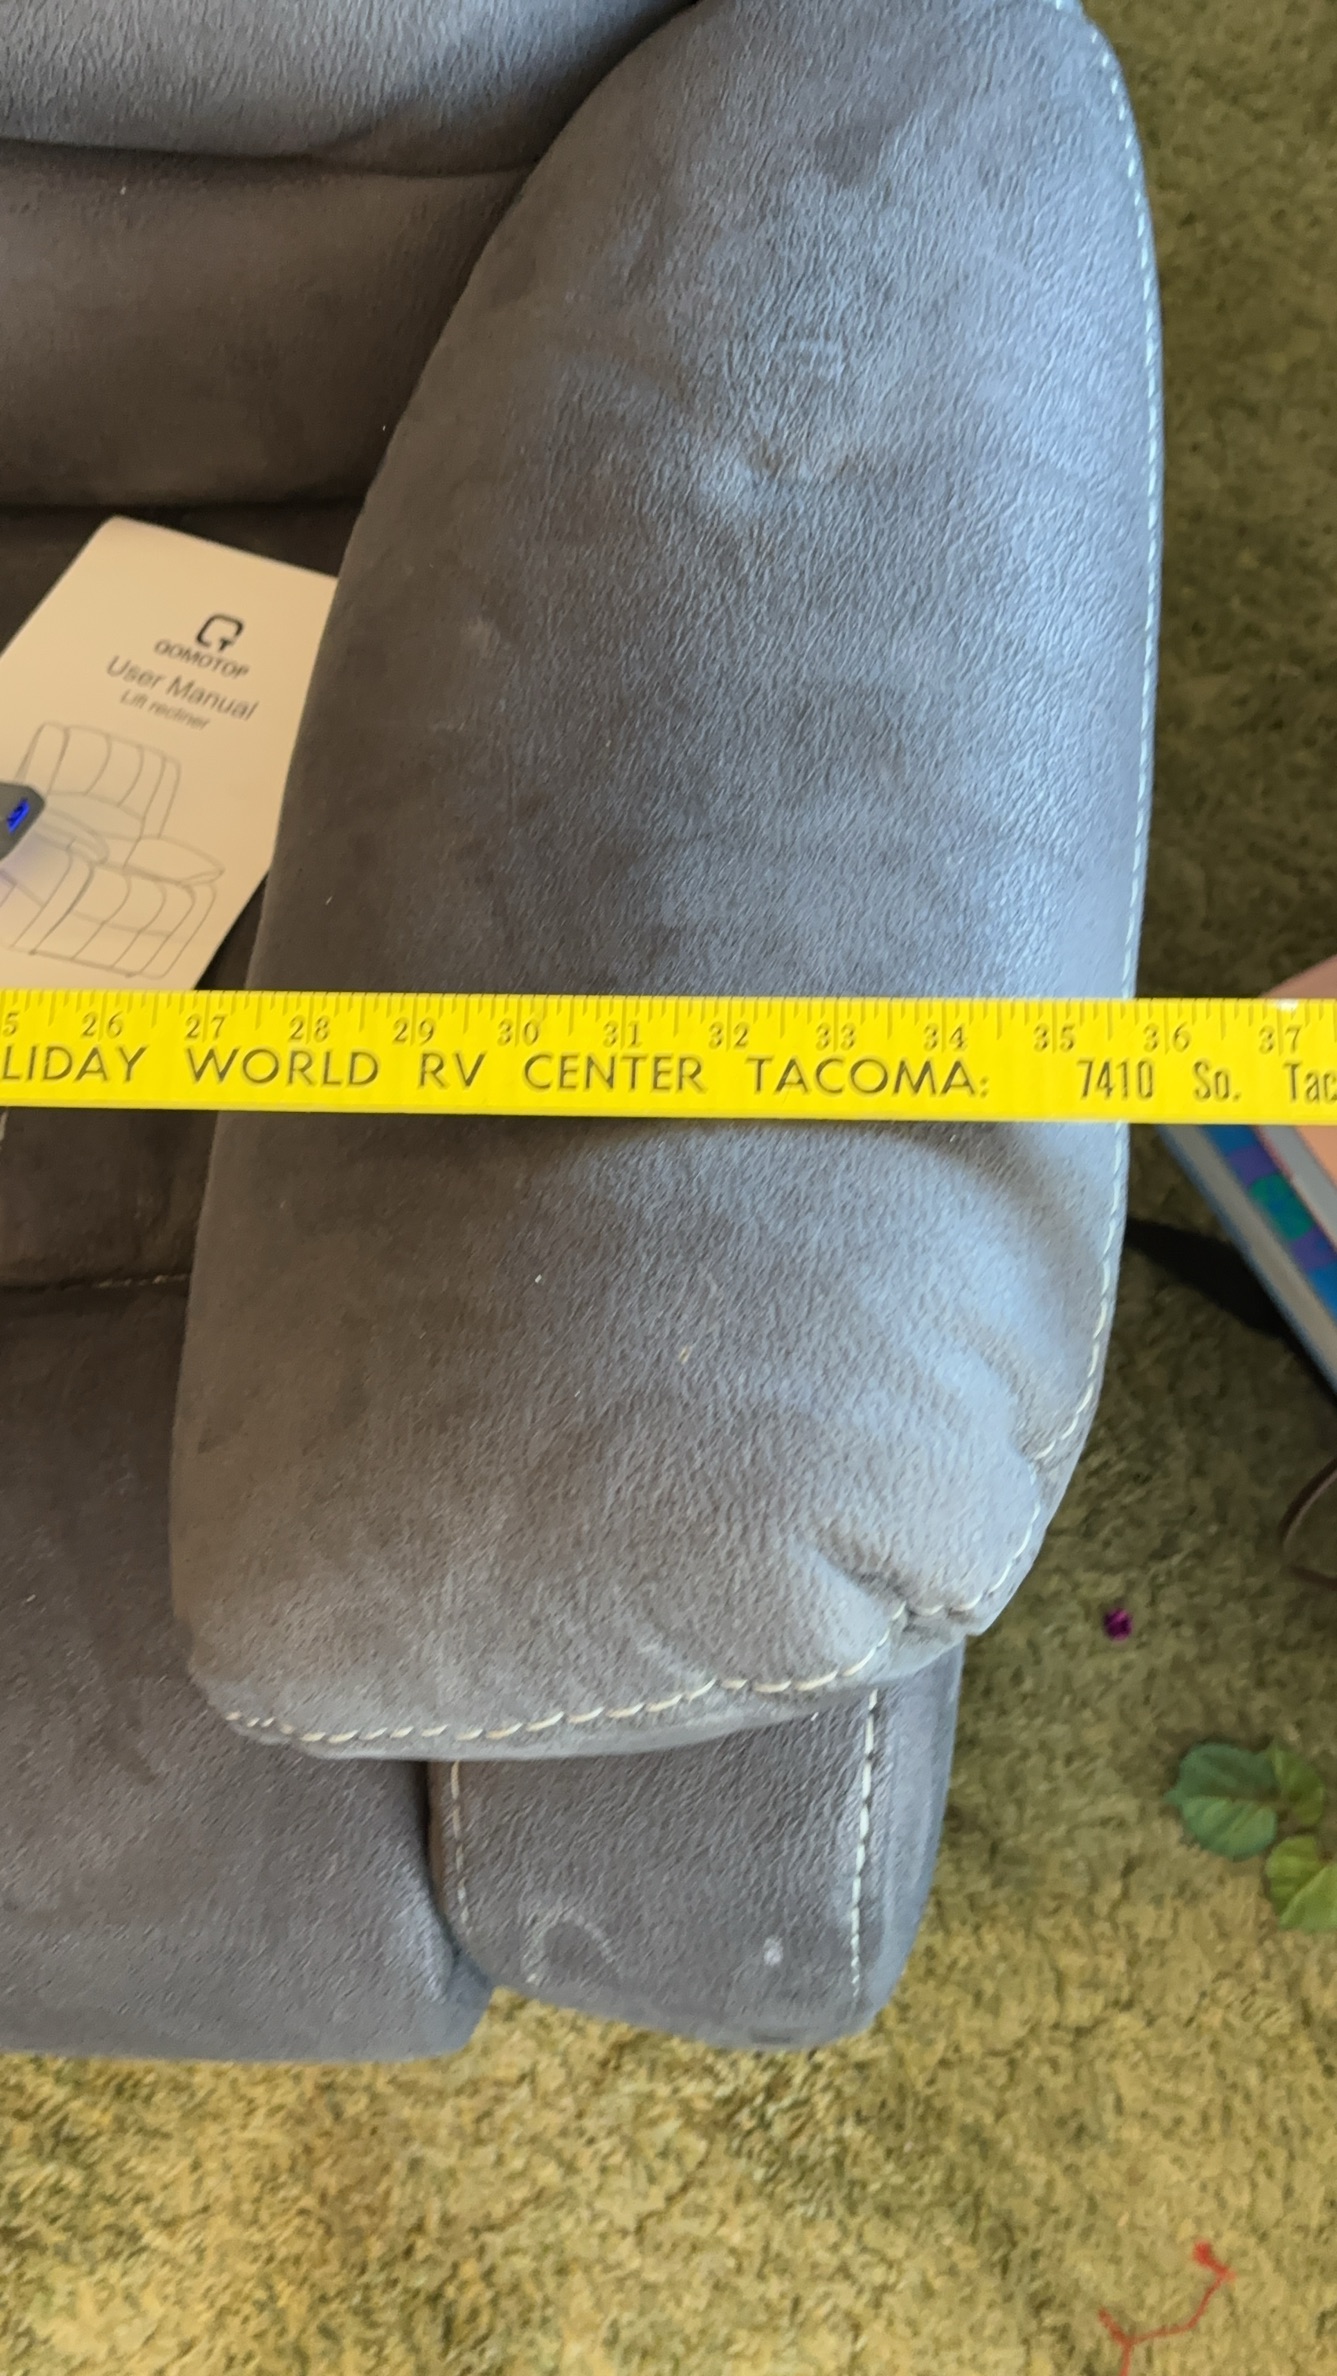 QOMOTOP
User Manual
Lift recliner
5 26 27 28 29 30 31 32 33 34 35 36 37
LIDAY WORLD RV CENTER TACOMA: 7410 So. Tac